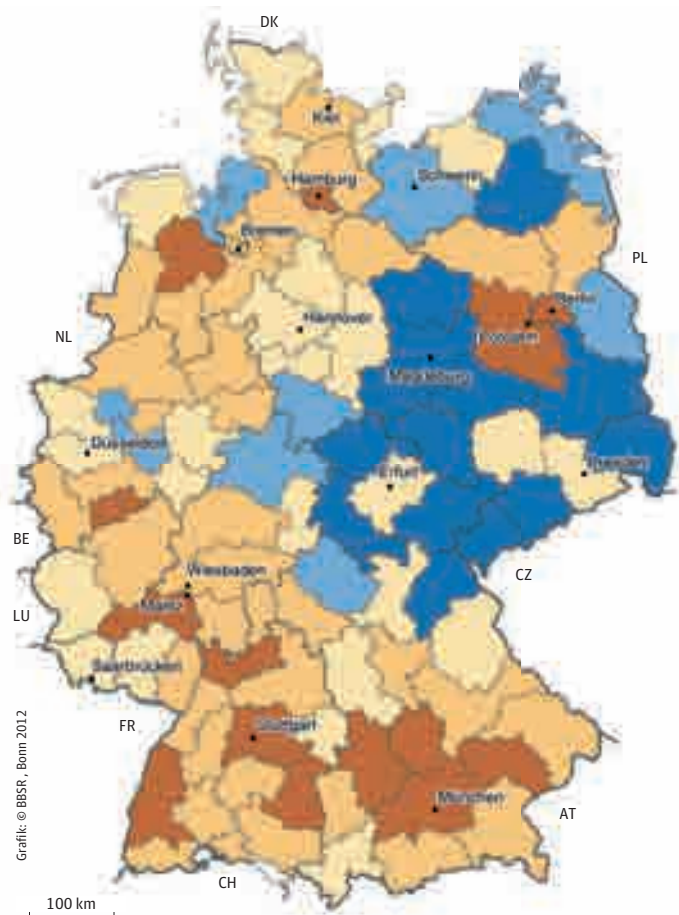 DK
Kiel
Schwerin
Hamburg
Bremen
PL
Berlin
Potsdam
NL
Hannover
Magdeburg
Düsseldorf
Dresden
Erfurt
BE
Wiesbaden
CZ
Mainz
LU
Saarbrücken
FR
Stuttgart
München
AT
CH
Grafik: © BBSR, Bonn 2012
100 km